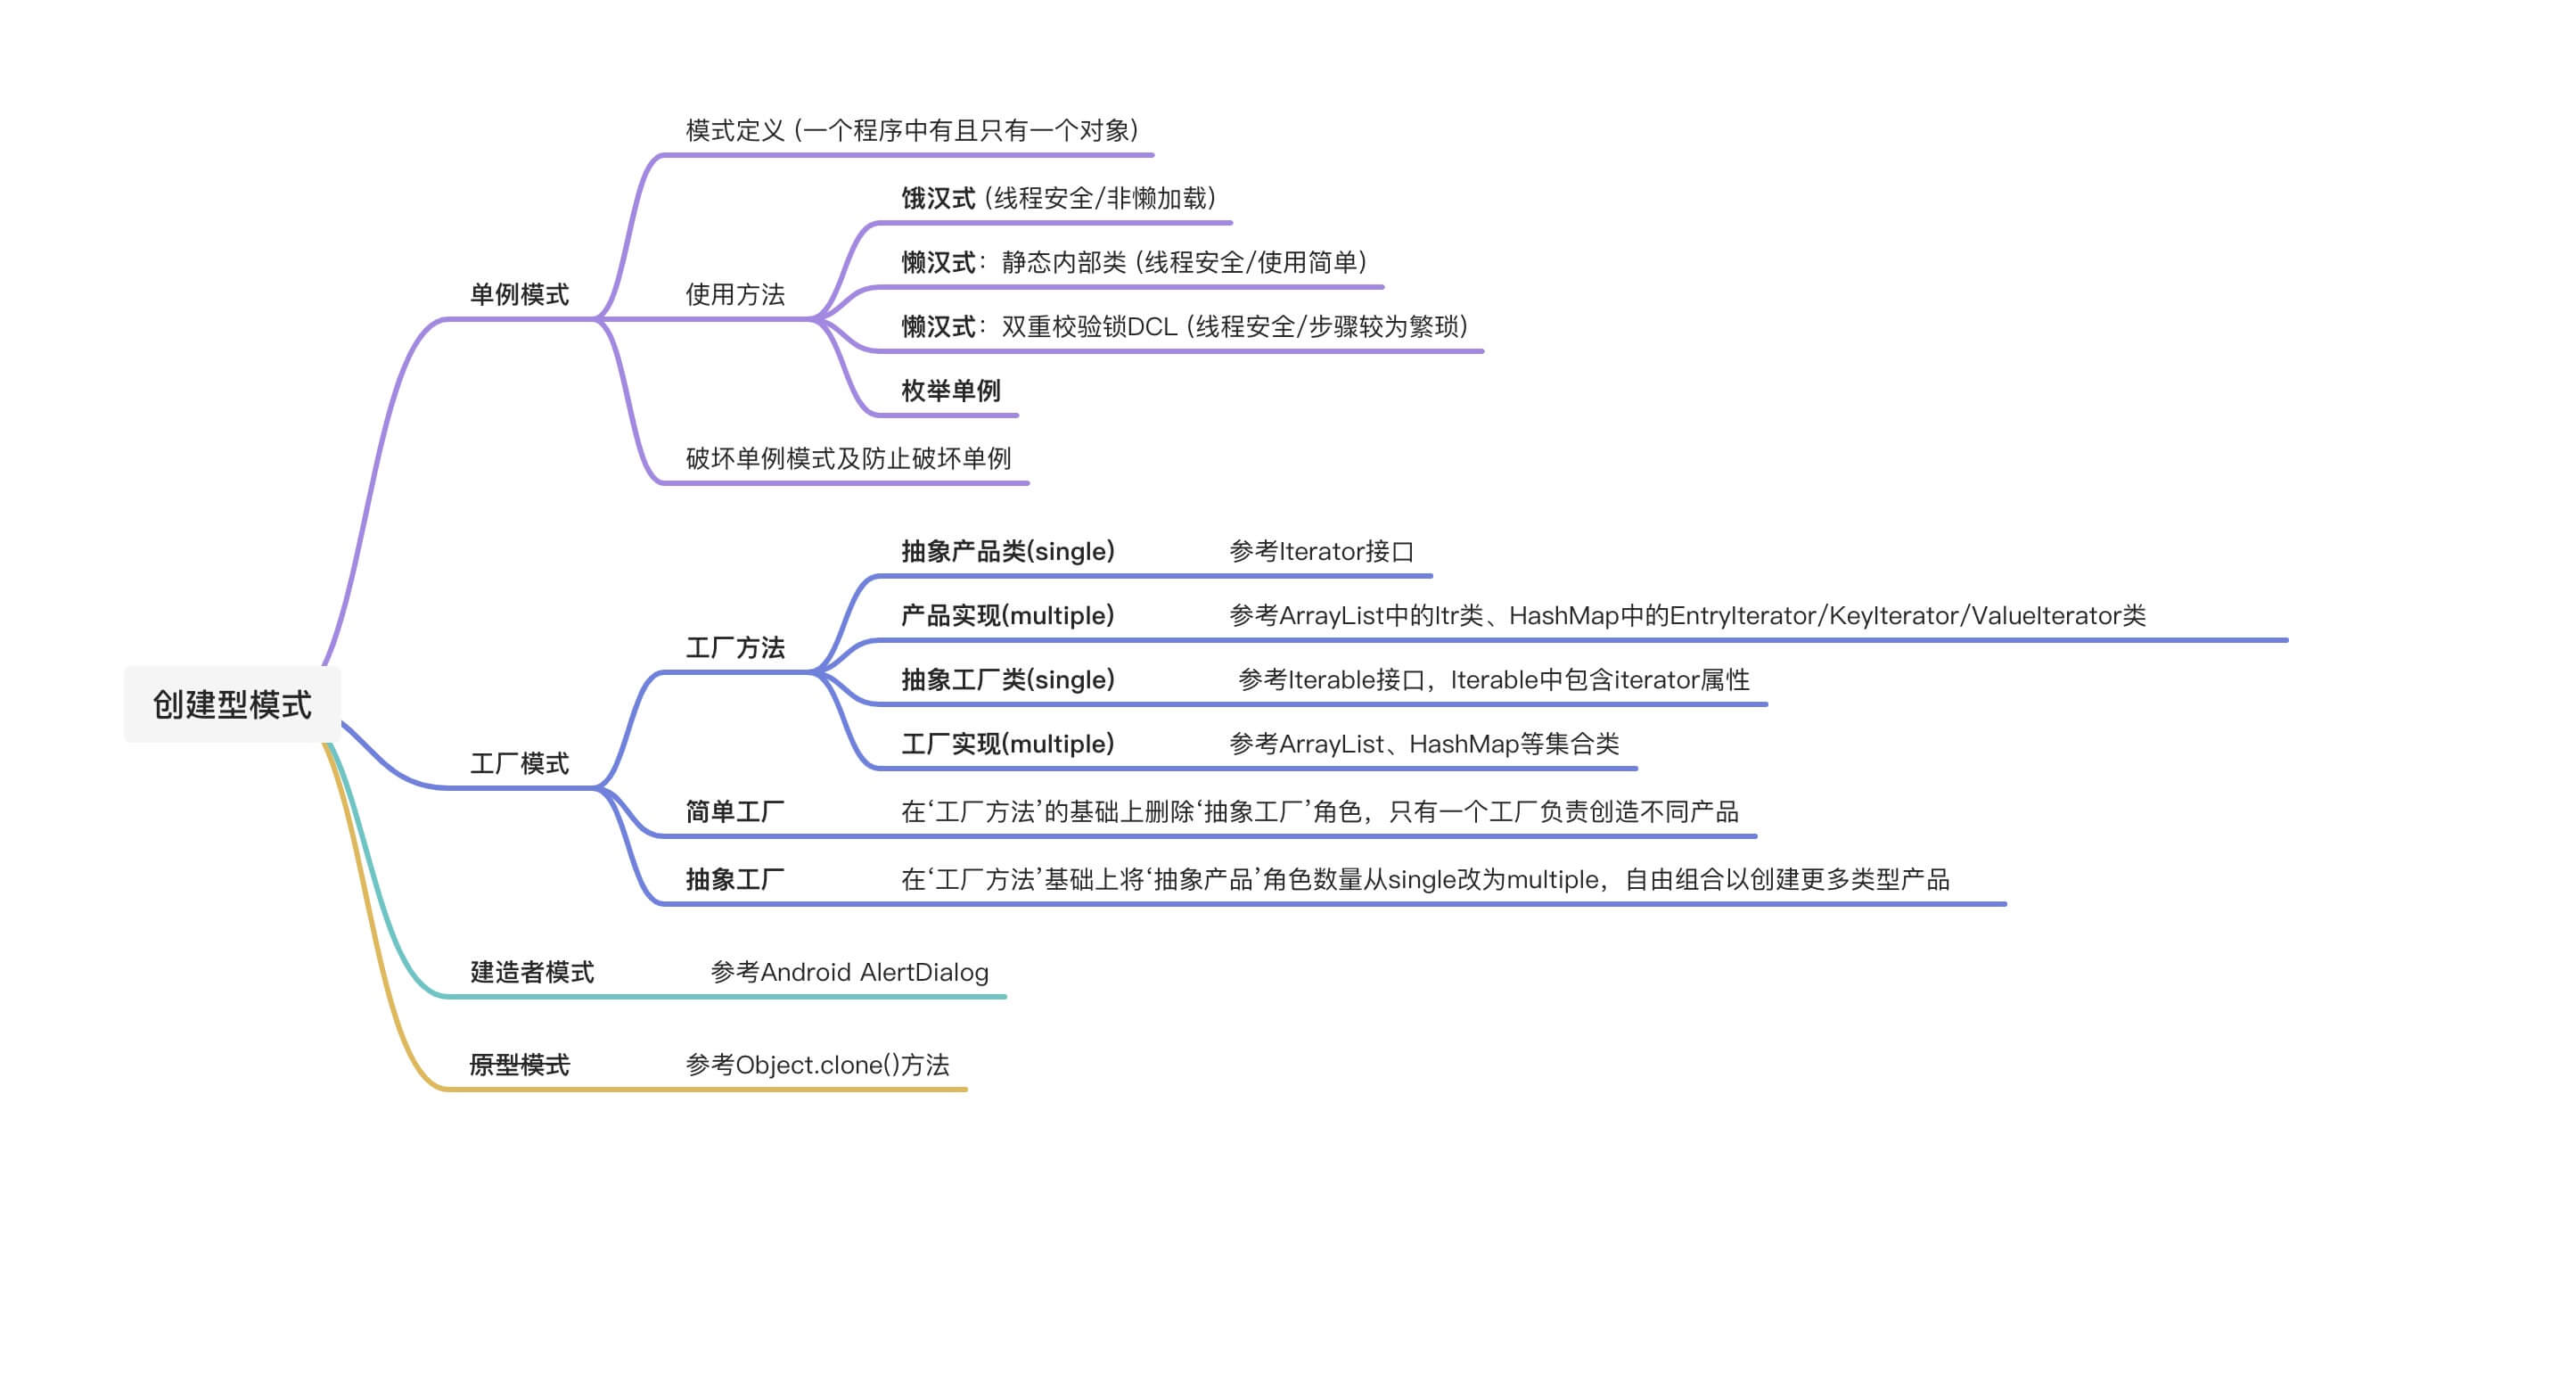 创建型模式
单例模式
模式定义 (一个程序中有且只有一个对象)
使用方法
饿汉式 (线程安全/非懒加载)
懒汉式：静态内部类 (线程安全/使用简单)
懒汉式：双重校验锁DCL (线程安全/步骤较为繁琐)
枚举单例
破坏单例模式及防止破坏单例
工厂模式
工厂方法
抽象产品类(single) 参考Iterator接口
产品实现(multiple) 参考ArrayList中的Itr类、HashMap中的EntryIterator/KeyIterator/ValueIterator类
抽象工厂类(single) 参考Iterable接口，Iterable中包含iterator属性
工厂实现(multiple) 参考ArrayList、HashMap等集合类
简单工厂 在‘工厂方法’的基础上删除‘抽象工厂’角色，只有一个工厂负责创造不同产品
抽象工厂 在‘工厂方法’基础上将‘抽象产品’角色数量从single改为multiple，自由组合以创建更多类型产品
建造者模式 参考Android AlertDialog
原型模式 参考Object.clone()方法